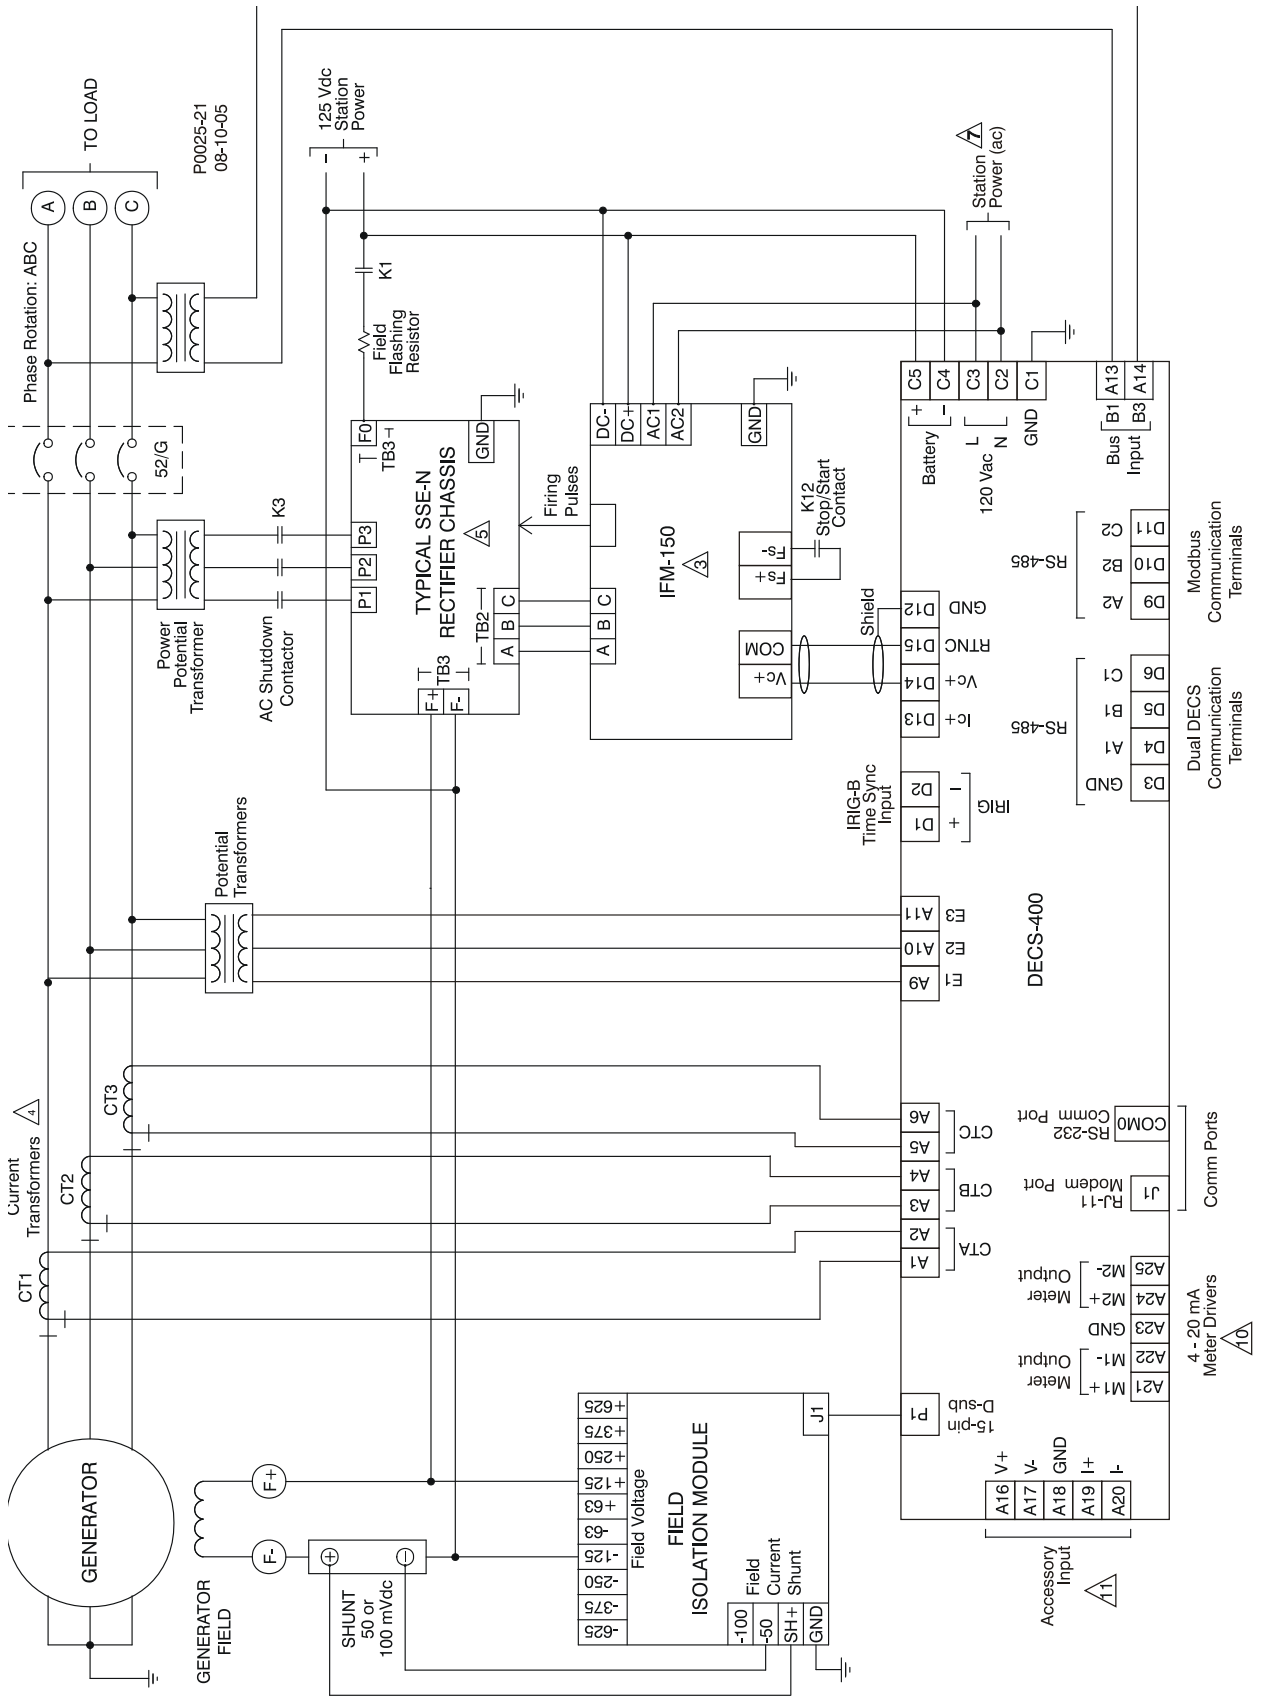 P0025-21
08-10-05
TO LOAD
A
B
C
Phase Rotation: ABC
52/G
125 Vdc
Station
Power
-
+
K1
Field
Flashing
Resistor
7
Station
Power (ac)
K3
Power
Potential
Transformer
AC Shutdown
Contactor
F0
TB3
GND
P3
P2
P1
TYPICAL SSE-N
RECTIFIER CHASSIS
5
Firing
Pulses
TB2
C
B
A
TB3
F+
F-
DC-
DC+
AC1
AC2
GND
IFM-150
3
Fs-
Fs+
K12
Stop/Start
Contact
C
B
A
COM
Vc+
Shield
C5
C4
C3
C2
C1
+
-
Battery
L
N
120 Vac
GND
A13
A14
B1
B3
Bus
Input
D12
D15
D14
D13
GND
RTNC
Vc+
Ic+
RS-485
C2
B2
A2
D11
D10
D9
Modbus
Communication
Terminals
RS-485
C1
B1
A1
GND
D6
D5
D4
D3
Dual DECS
Communication
Terminals
IRIG-B
Time Sync
Input
D2
D1
-
+
IRIG
Potential
Transformers
A11
A10
A9
E3
E2
E1
DECS-400
Current
Transformers
4
CT1
CT2
CT3
A6
A5
A4
A3
A2
A1
CTC
CTB
CTA
RS-232
Comm Port
COM0
RJ-11
Modem Port
J1
Comm Ports
Meter
Output
M2-
M2+
GND
Meter
Output
M1-
M1+
A25
A24
A23
A22
A21
4 - 20 mA
Meter Drivers
10
P1
15-pin
D-sub
A16
A17
A18
A19
A20
V+
V-
GND
I+
I-
Accessory
Input
11
GENERATOR
GENERATOR
FIELD
F+
F-
SHUNT
50 or
100 mVdc
+
-
+625
+375
+250
+125
+63
-63
-125
-250
-375
-625
Field Voltage
FIELD
ISOLATION MODULE
J1
Field
Current
Shunt
-100
-50
SH+
GND